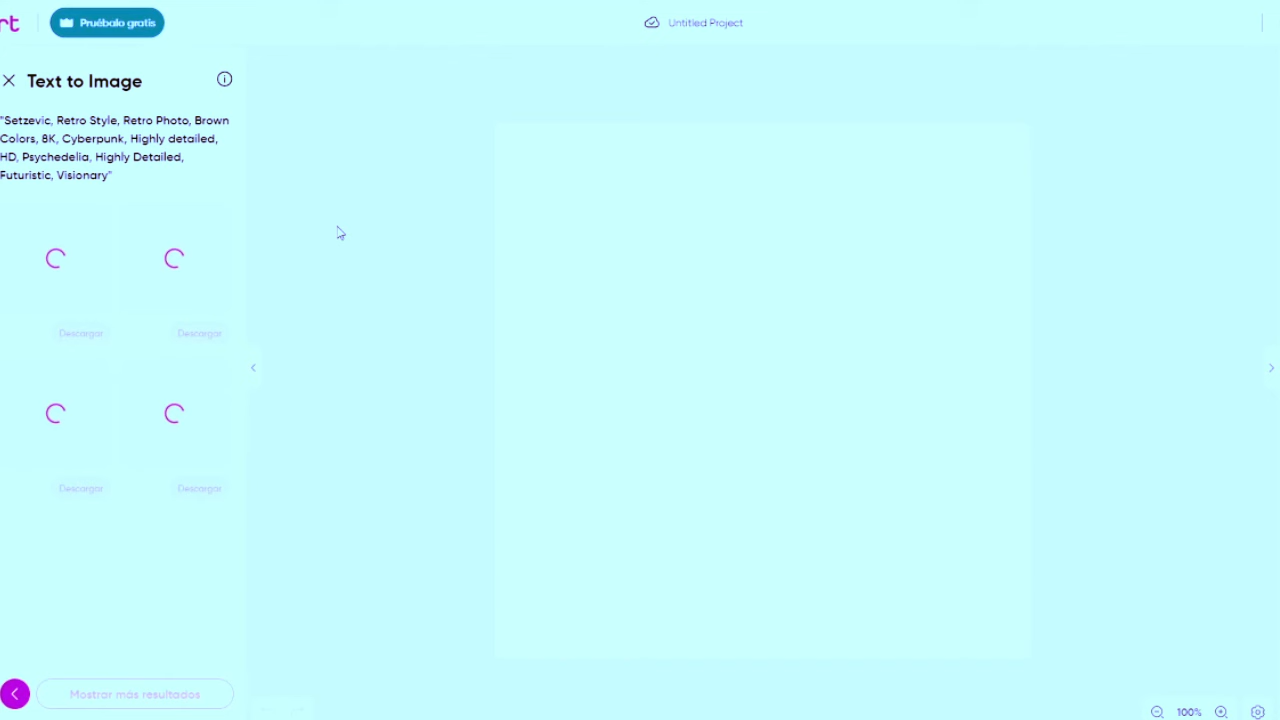 rt
Pruébalo gratis
Untitled Project
Text to Image
"Setzevic, Retro Style, Retro Photo, Brown
Colors, 8K, Cyberpunk, Highly detailed,
HD, Psychedelia, Highly Detailed,
Futuristic, Visionary"
Descargar
Descargar
Descargar
Descargar
Mostrar más resultados
100%